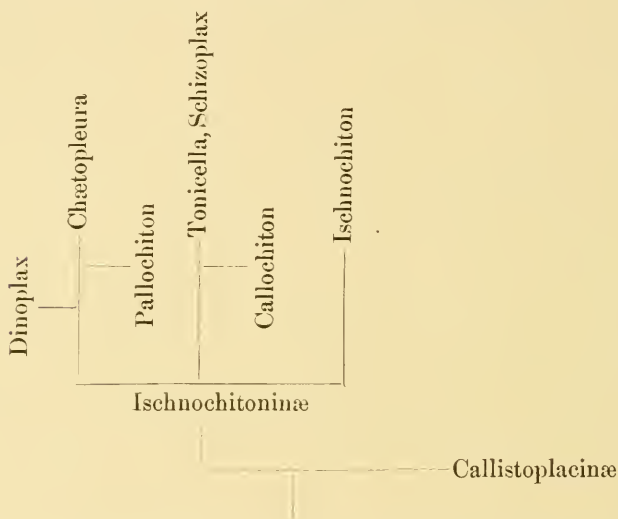 Dinoplax
Chætopleura
Pallochiton
Tonicella, Schizoplax
Callochiton
Ischnochiton
Ischnochitoninæ
Callistoplacinæ